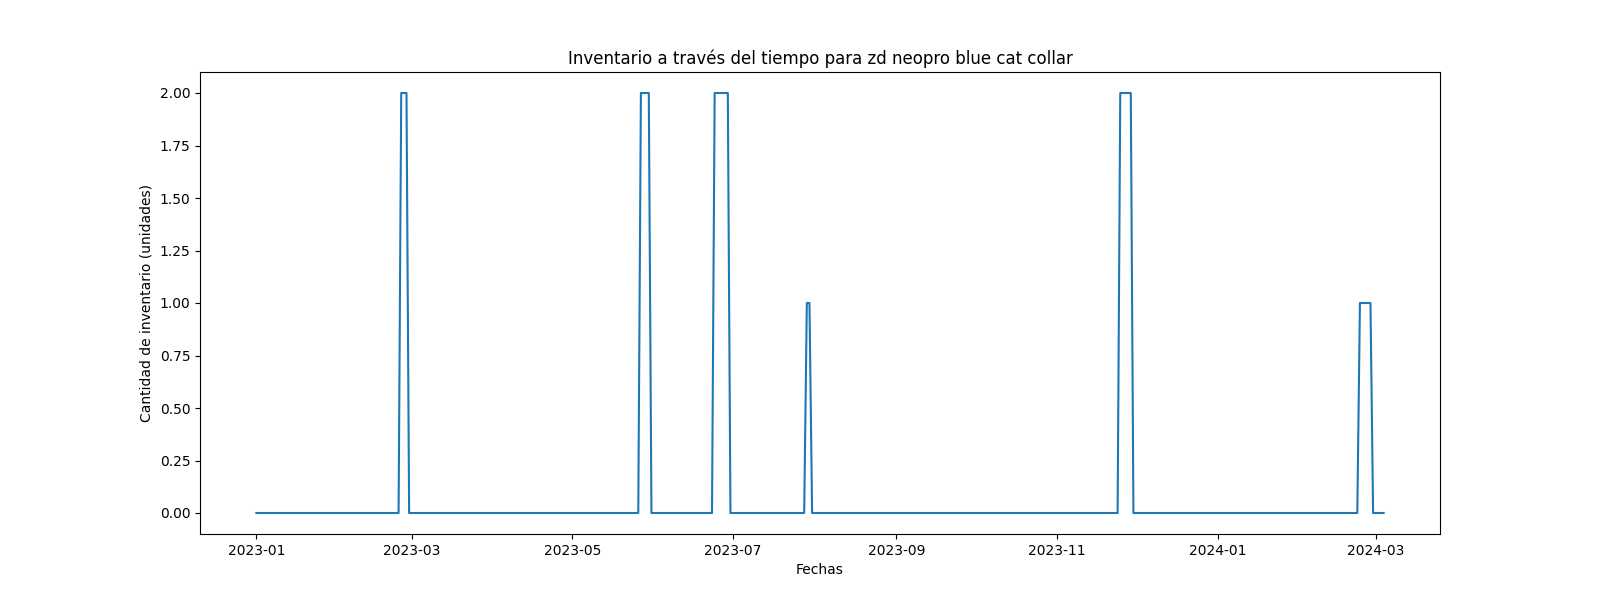 Inventario a través del tiempo para zd neopro blue cat collar
Cantidad de inventario (unidades)
2.00
1.75
1.50
1.25
1.00
0.75
0.50
0.25
0.00
2023-01 2023-03 2023-05 2023-07 2023-09 2023-11 2024-01 2024-03
Fechas